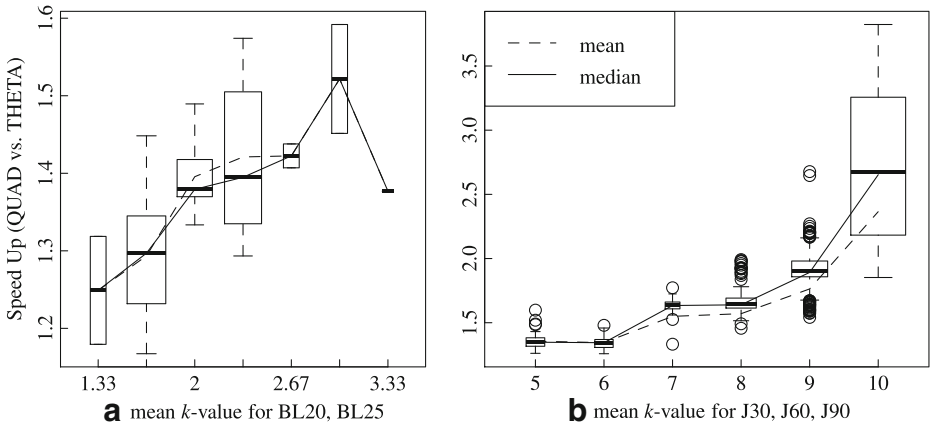 Speed Up (QUAD vs. THETA)
1.6
1.5
1.4
1.3
1.2
1.33 2 2.67 3.33
a mean k-value for BL20, BL25
mean
median
3.5
3.0
2.5
2.0
1.5
5 6 7 8 9 10
b mean k-value for J30, J60, J90